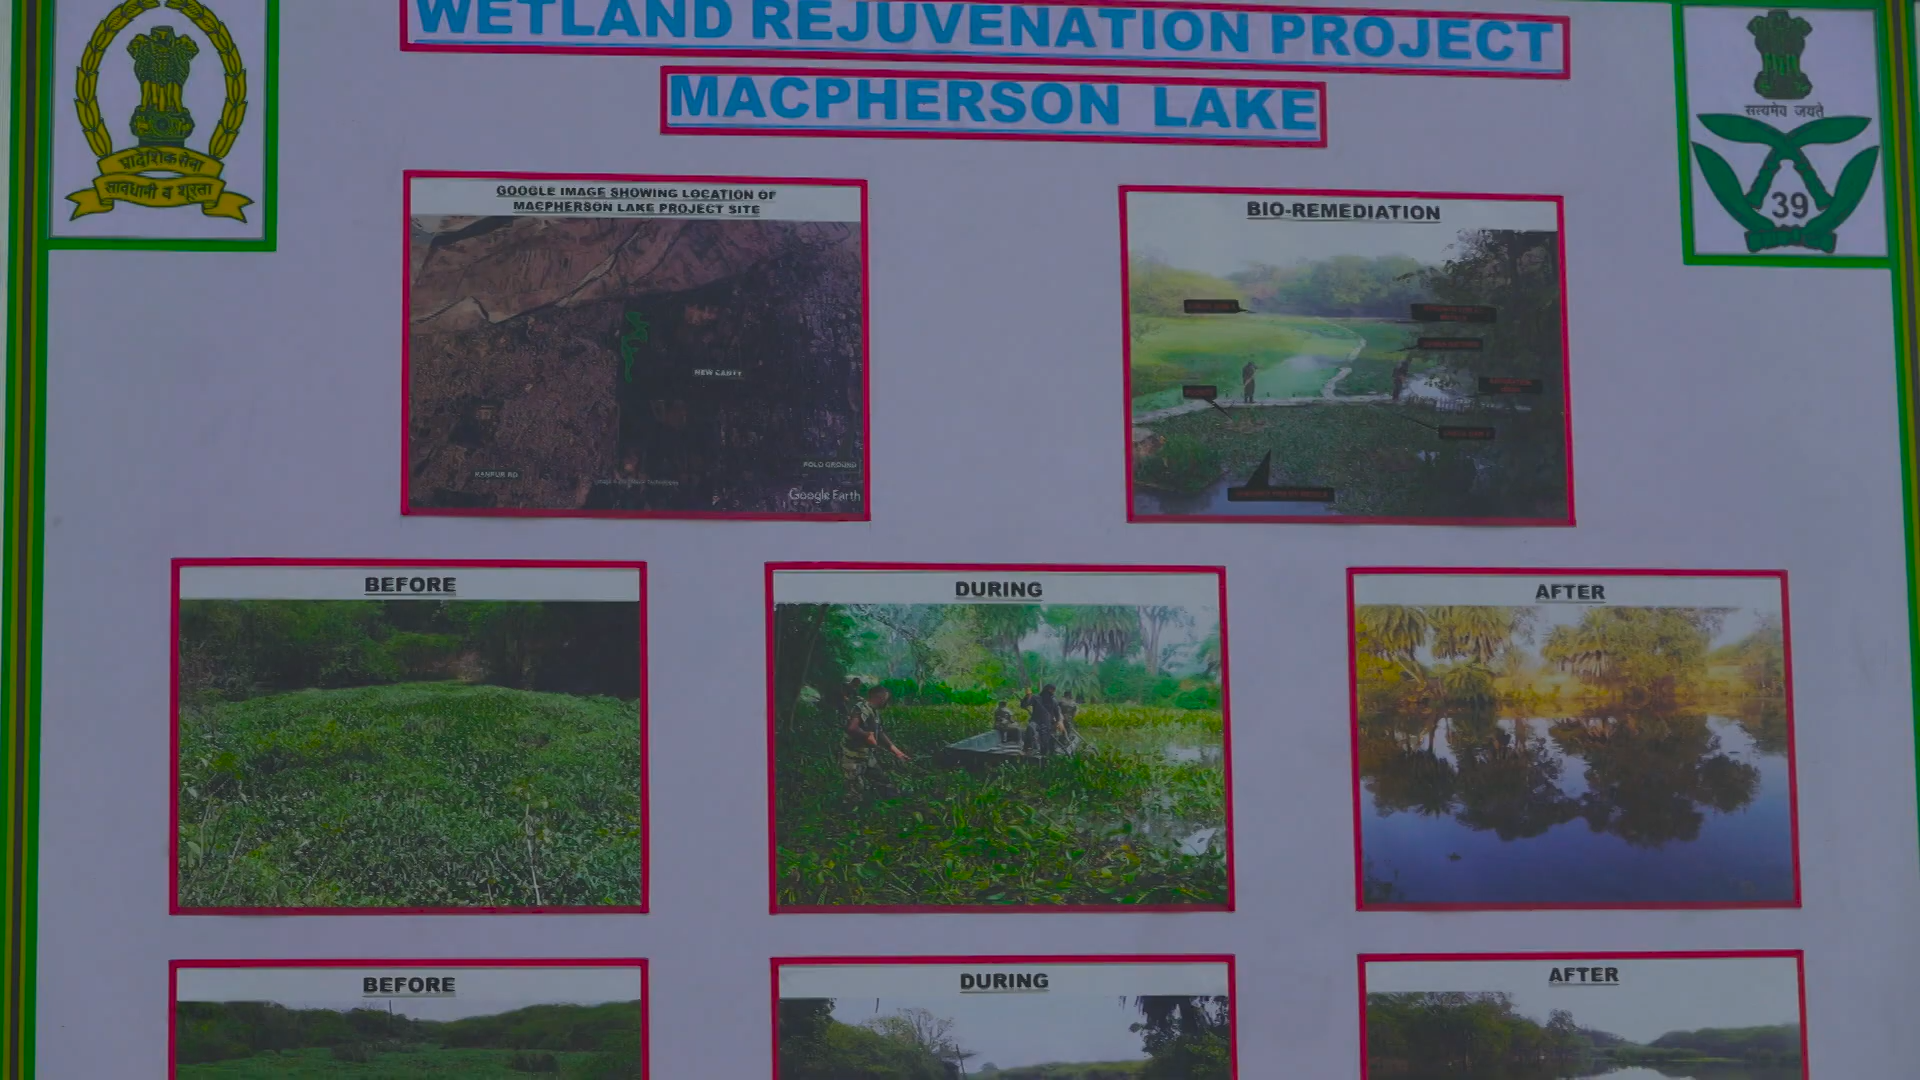 WETLAND REJUVENATION PROJECT
MACPHERSON LAKE
प्रादेशिक सेना
सावधानी व शूरता
सत्यमेव जयते
39
GOOGLE IMAGE SHOWING LOCATION OF
MACPHERSON LAKE PROJECT SITE
NEW CANTT
KANPUR RD
POLO GROUND
Google Earth
BIO-REMEDIATION
BEFORE
DURING
AFTER
BEFORE
DURING
AFTER